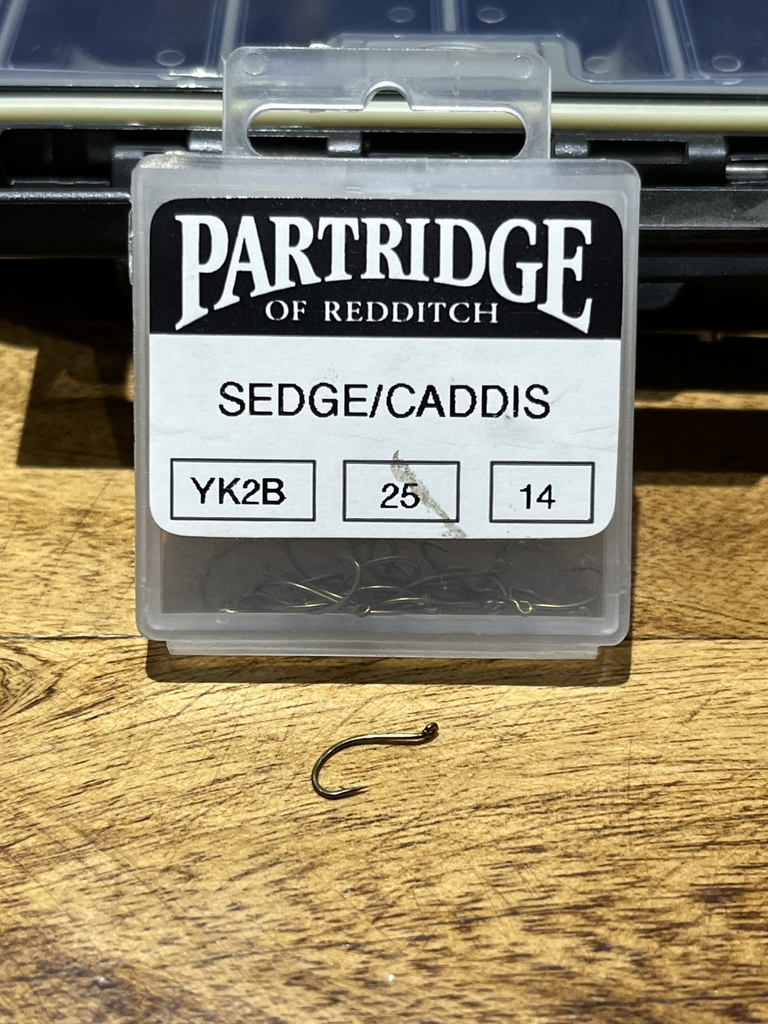 PARTRIDGE
OF REDDITCH
SEDGE/CADDIS
YK2B 25 14